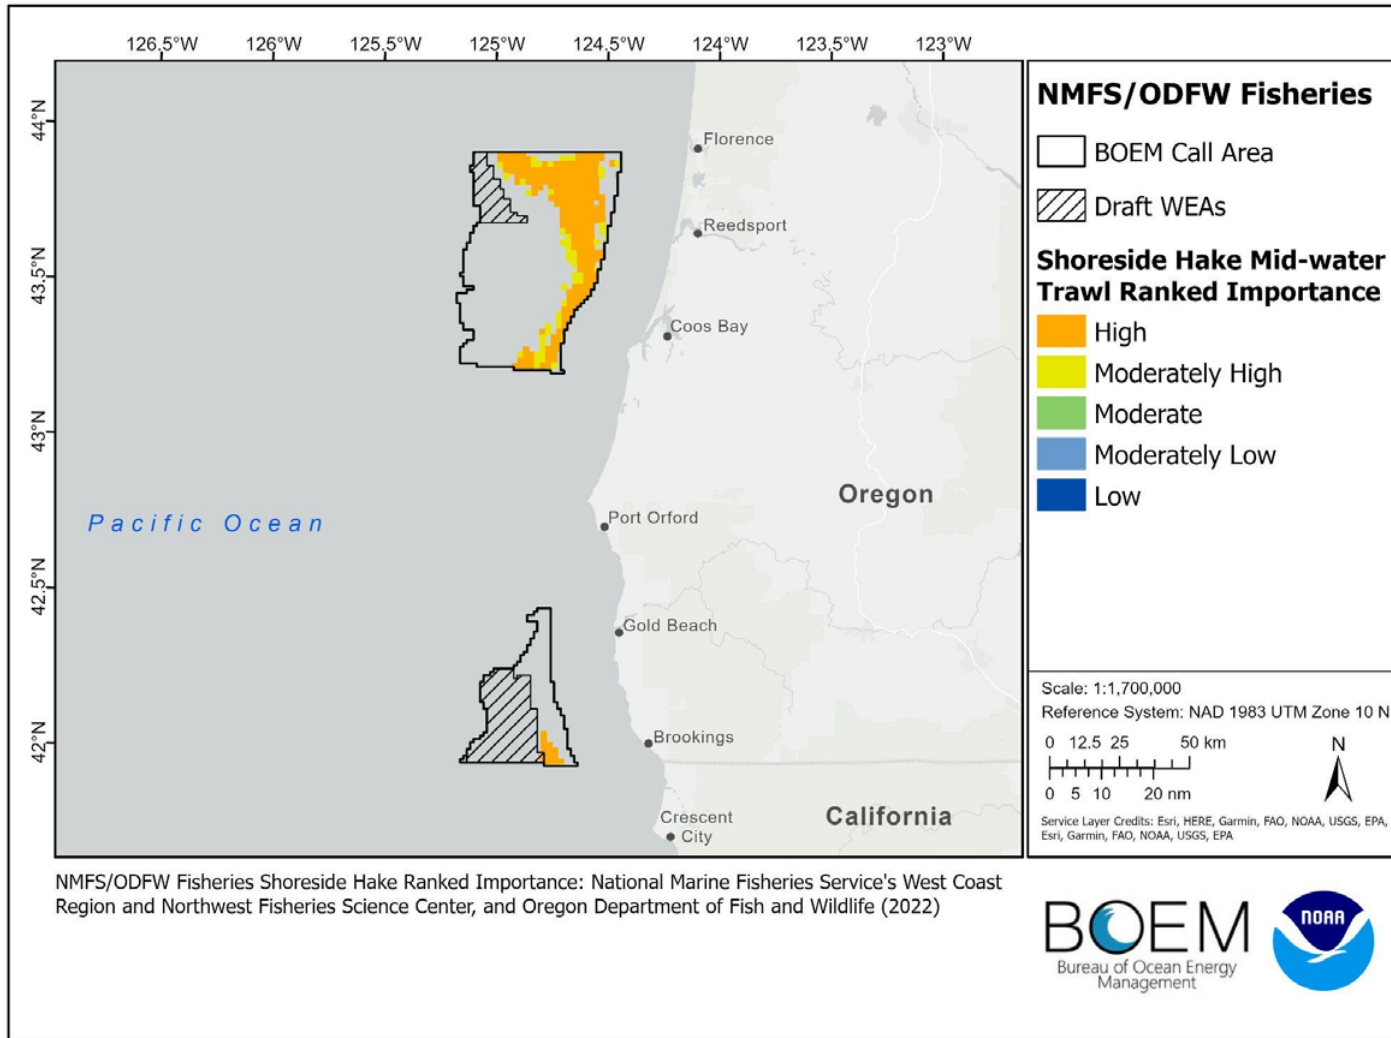 126.5°W 126°W 125.5°W 125°W 124.5°W 124°W 123.5°W 123°W
44°N
43.5°N
43°N
42.5°N
42°N
Florence
Reedsport
Coos Bay
Oregon
Pacific Ocean
Port Orford
Gold Beach
Brookings
California
Crescent
City
NMFS/ODFW Fisheries
BOEM Call Area
Draft WEAs
Shoreside Hake Mid-water
Trawl Ranked Importance
High
Moderately High
Moderate
Moderately Low
Low
Scale: 1:1,700,000
Reference System: NAD 1983 UTM Zone 10 N
0 12.5 25 50 km
N
0 5 10 20 nm
Service Layer Credits: Esri, HERE, Garmin, FAO, NOAA, USGS, EPA,
Esri, Garmin, FAO, NOAA, USGS, EPA
NMFS/ODFW Fisheries Shoreside Hake Ranked Importance: National Marine Fisheries Service's West Coast
Region and Northwest Fisheries Science Center, and Oregon Department of Fish and Wildlife (2022)
BOEM
Bureau of Ocean Energy
Management
NOAA